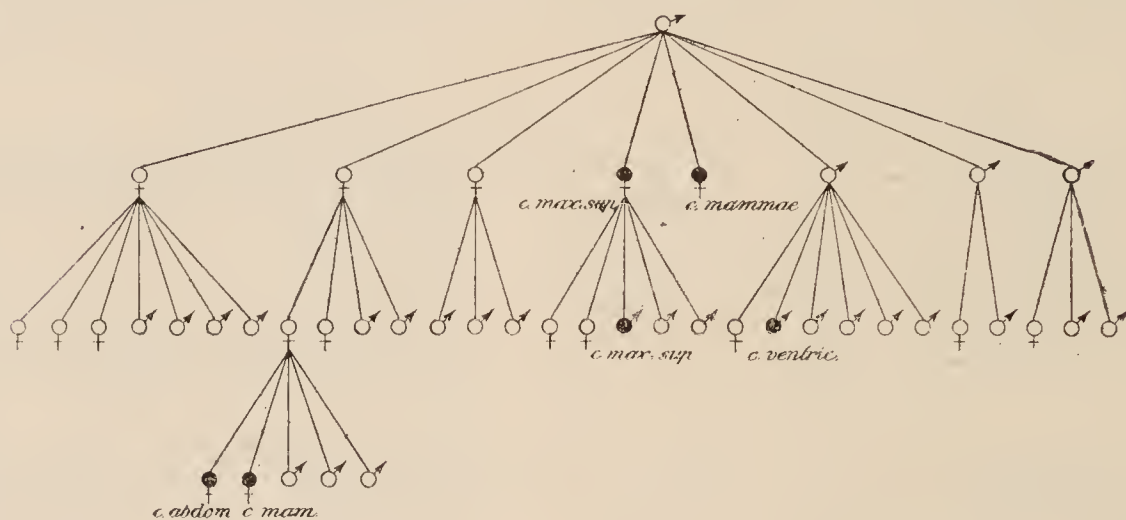 c. max. sup. c. mammae
c. max. sup c. ventric.
c. abdom c mam.